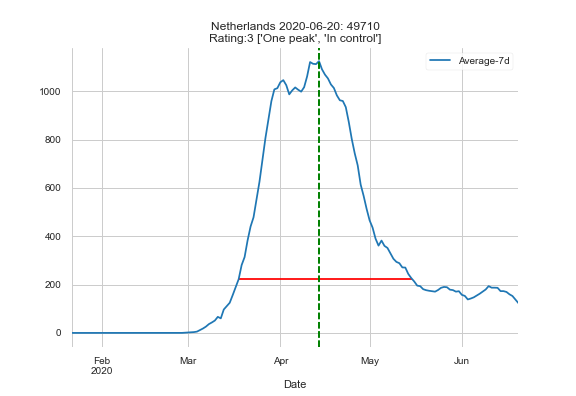 Netherlands 2020-06-20: 49710
Rating:3 ['One peak', 'In control']
Average-7d
1000
800
600
400
200
0
Feb
2020
Mar
Apr
May
Jun
Date